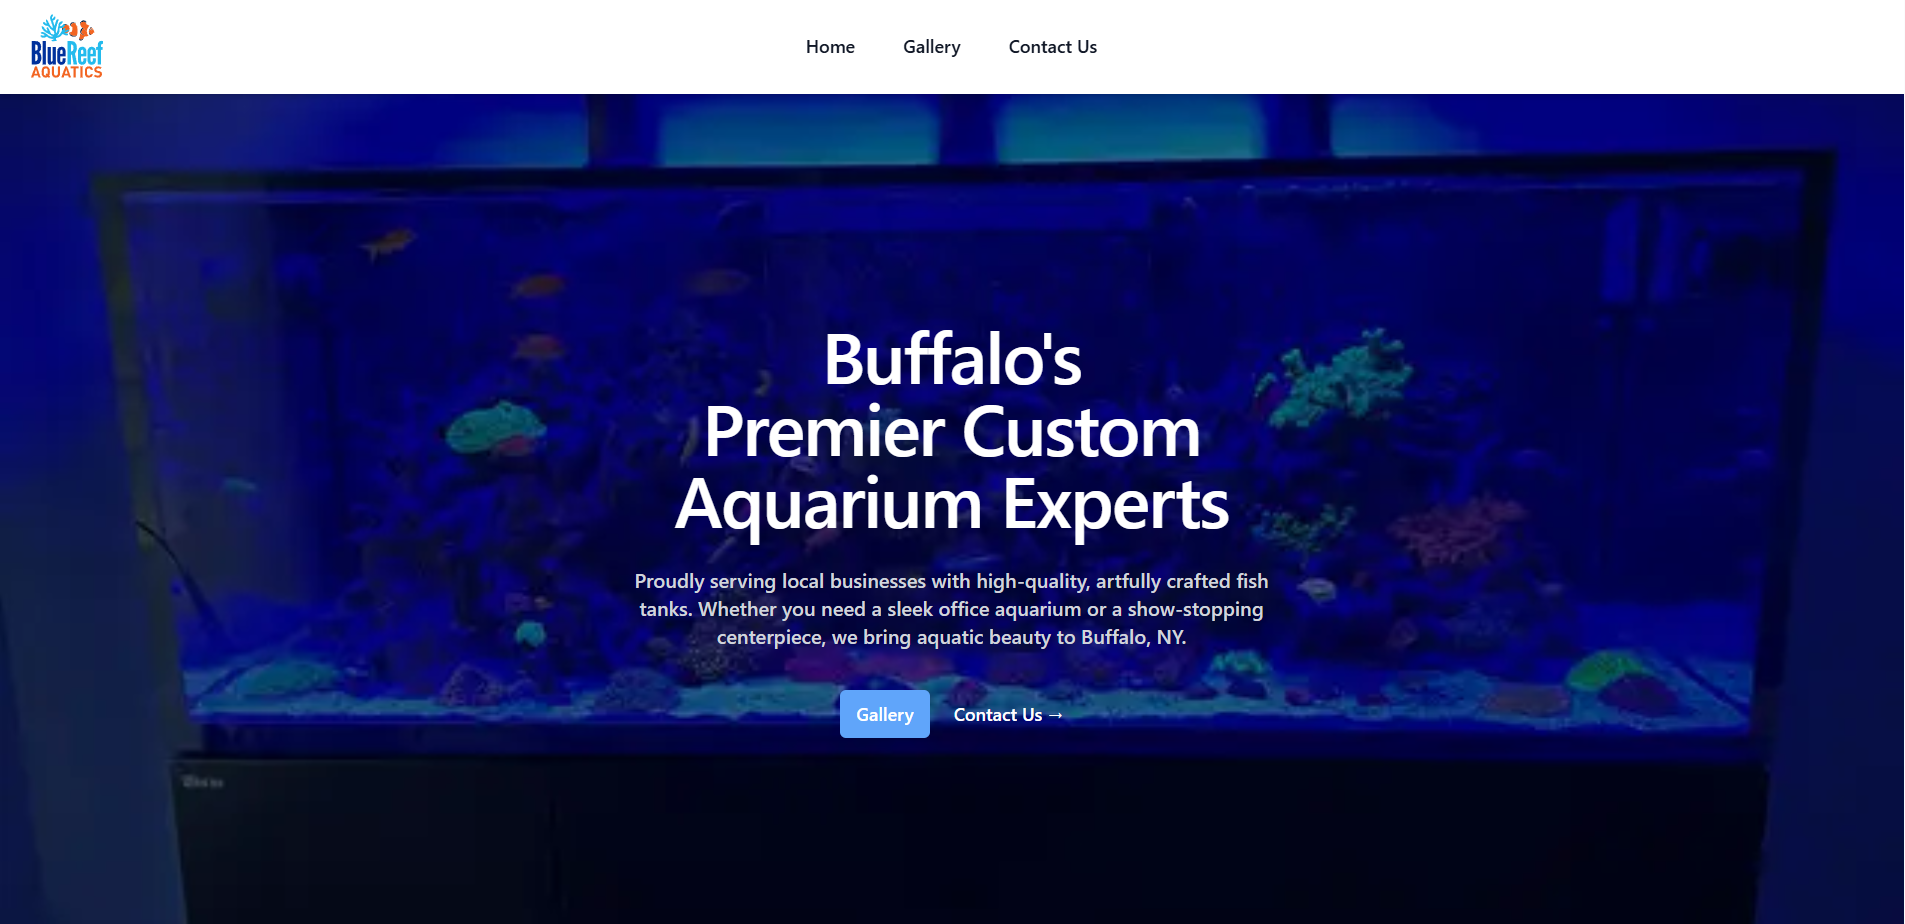 BlueReef
AQUATICS
Home
Gallery
Contact Us
Buffalo's
Premier Custom
Aquarium Experts
Proudly serving local businesses with high-quality, artfully crafted fish
tanks. Whether you need a sleek office aquarium or a show-stopping
centerpiece, we bring aquatic beauty to Buffalo, NY.
Gallery
Contact Us →